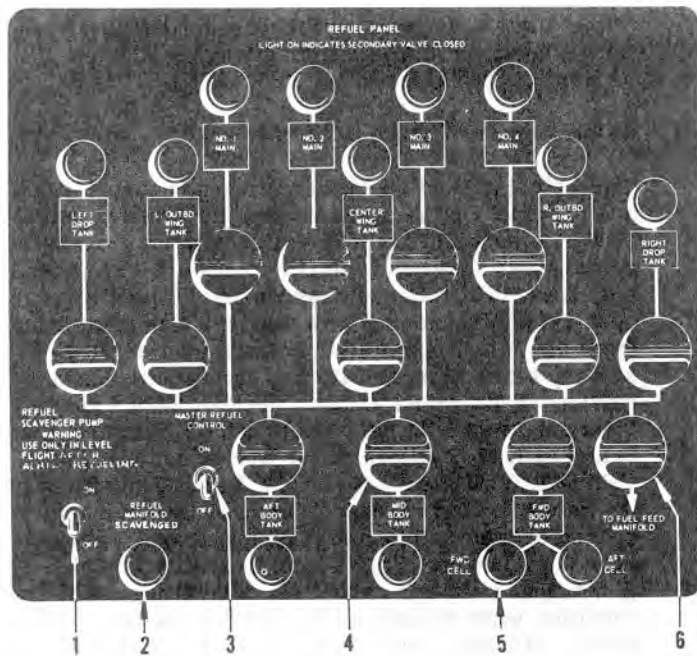 REFUEL PANEL
LIGHT ON INDICATES SECONDARY VALVE CLOSED
NO. 1
MAIN
NO. 2
MAIN
NO. 3
MAIN
NO. 4
MAIN
LEFT
DROP
TANK
L. OUTBD
WING
TANK
CENTER
WING
TANK
R. OUTBD
WING
TANK
RIGHT
DROP
TANK
REFUEL
SCAVENGER PUMP
WARNING
USE ONLY IN LEVEL
FLIGHT AFTER
AERIAL REFUELING
ON
OFF
MASTER REFUEL
CONTROL
ON
OFF
REFUEL
MANIFOLD
SCAVENGED
AFT
BODY
TANK
MID
BODY
TANK
FWD
BODY
TANK
TO FUEL FEED
MANIFOLD
FWD
CELL
AFT
CELL
1 2 3 4 5 6